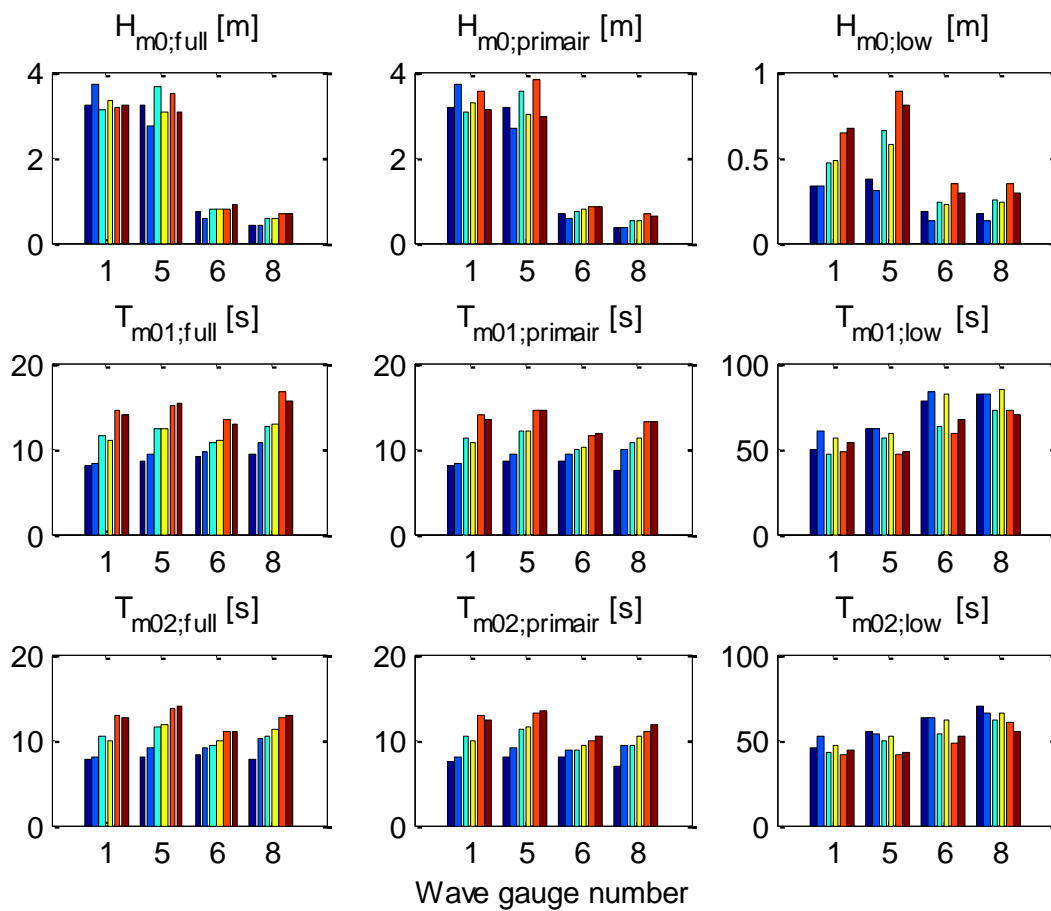 H_m0;full [m] H_m0;primair [m] H_m0;low [m]
4 4 1
2 2 0.5
0 0 0
1 5 6 8 1 5 6 8 1 5 6 8
T_m01;full [s] T_m01;primair [s] T_m01;low [s]
20 20 100
10 10 50
0 0 0
1 5 6 8 1 5 6 8 1 5 6 8
T_m02;full [s] T_m02;primair [s] T_m02;low [s]
20 20 100
10 10 50
0 0 0
1 5 6 8 1 5 6 8 1 5 6 8
Wave gauge number